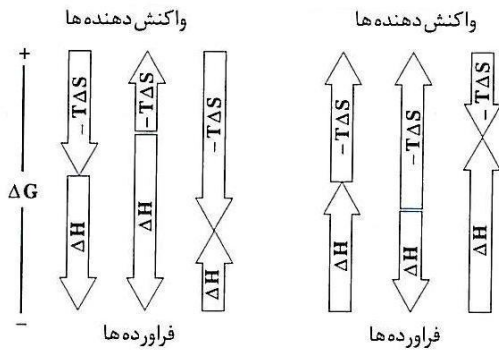 واکنش‌دهنده‌ها
واکنش‌دهنده‌ها
+
ΔG
–
–TΔS
ΔH
–TΔS
ΔH
–TΔS
ΔH
–TΔS
ΔH
–TΔS
ΔH
–TΔS
ΔH
فراورده‌ها
فراورده‌ها